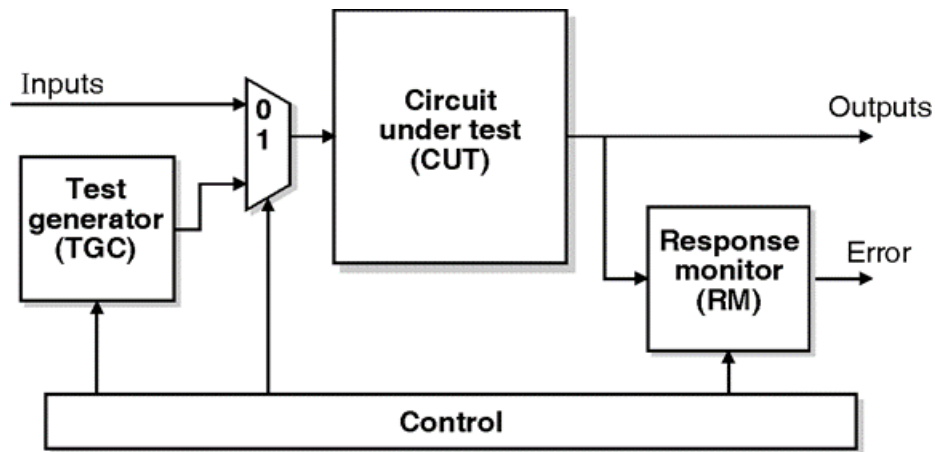 Inputs
0
1
Circuit
under test
(CUT)
Outputs
Test
generator
(TGC)
Response
monitor
(RM)
Error
Control